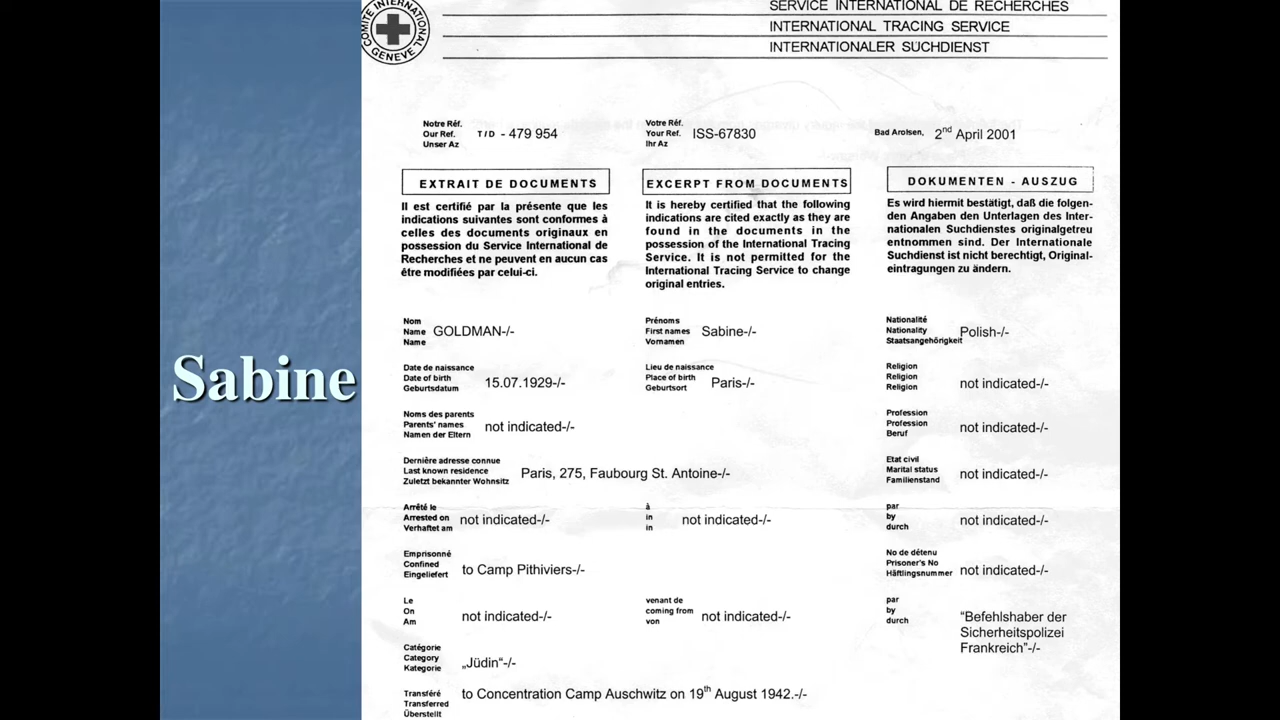 COMITÉ INTERNATIONAL
GENEVE
SERVICE INTERNATIONAL DE RECHERCHES
INTERNATIONAL TRACING SERVICE
INTERNATIONALER SUCHDIENST
Notre Réf.
Our Ref. T/D - 479 954
Unser Az
Votre Réf.
Your Ref. ISS-67830
Ihr Az
Bad Arolsen, 2nd April 2001
EXTRAIT DE DOCUMENTS
Il est certifié par la présente que les
indications suivantes sont conformes à
celles des documents originaux en
possession du Service International de
Recherches et ne peuvent en aucun cas
être modifiées par celui-ci.
EXCERPT FROM DOCUMENTS
It is hereby certified that the following
indications are cited exactly as they are
found in the documents in the
possession of the International Tracing
Service. It is not permitted for the
International Tracing Service to change
original entries.
DOKUMENTEN - AUSZUG
Es wird hiermit bestätigt, daß die folgen-
den Angaben den Unterlagen des Inter-
nationalen Suchdienstes originalgetreu
entnommen sind. Der Internationale
Suchdienst ist nicht berechtigt, Original-
eintragungen zu ändern.
Nom
Name GOLDMAN-/-
Name
Prénoms
First names Sabine-/-
Vornamen
Nationalité
Nationality Polish-/-
Staatsangehörigkeit
Sabine
Date de naissance
Date of birth 15.07.1929-/-
Geburtsdatum
Lieu de naissance
Place of birth Paris-/-
Geburtsort
Religion
Religion not indicated-/-
Religion
Noms des parents
Parents' names not indicated-/-
Namen der Eltern
Profession
Profession not indicated-/-
Beruf
Dernière adresse connue
Last known residence Paris, 275, Faubourg St. Antoine-/-
Zuletzt bekannter Wohnsitz
Etat civil
Marital status not indicated-/-
Familienstand
Arrêté le
Arrested on not indicated-/-
Verhaftet am
à
in not indicated-/-
in
par
by not indicated-/-
durch
Emprisonné
Confined to Camp Pithiviers-/-
Eingeliefert
No de détenu
Prisoner's No not indicated-/-
Häftlingsnummer
Le
On not indicated-/-
Am
venant de
coming from not indicated-/-
von
par
by
durch
“Befehlshaber der
Sicherheitspolizei
Frankreich”-/-
Catégorie
Category „Jüdin“-/-
Kategorie
Transféré
Transferred to Concentration Camp Auschwitz on 19th August 1942.-/-
Überstellt